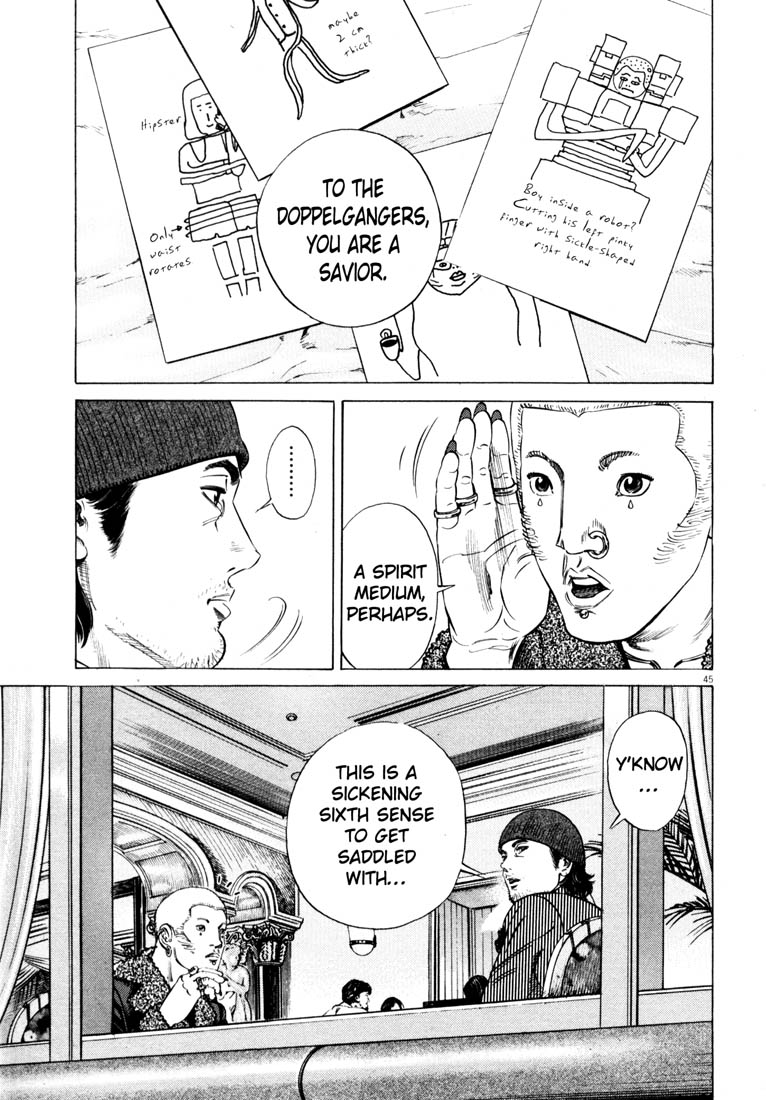 maybe
2 cm
thick?
Hipster
Only
waist
rotates
Boy inside a robot?
Cutting his left pinky
finger with sickle-shaped
right hand
TO THE
DOPPELGANGERS,
YOU ARE A
SAVIOR.
A SPIRIT
MEDIUM,
PERHAPS.
........
45
Y'KNOW
...
THIS IS A
SICKENING
SIXTH SENSE
TO GET
SADDLED
WITH...